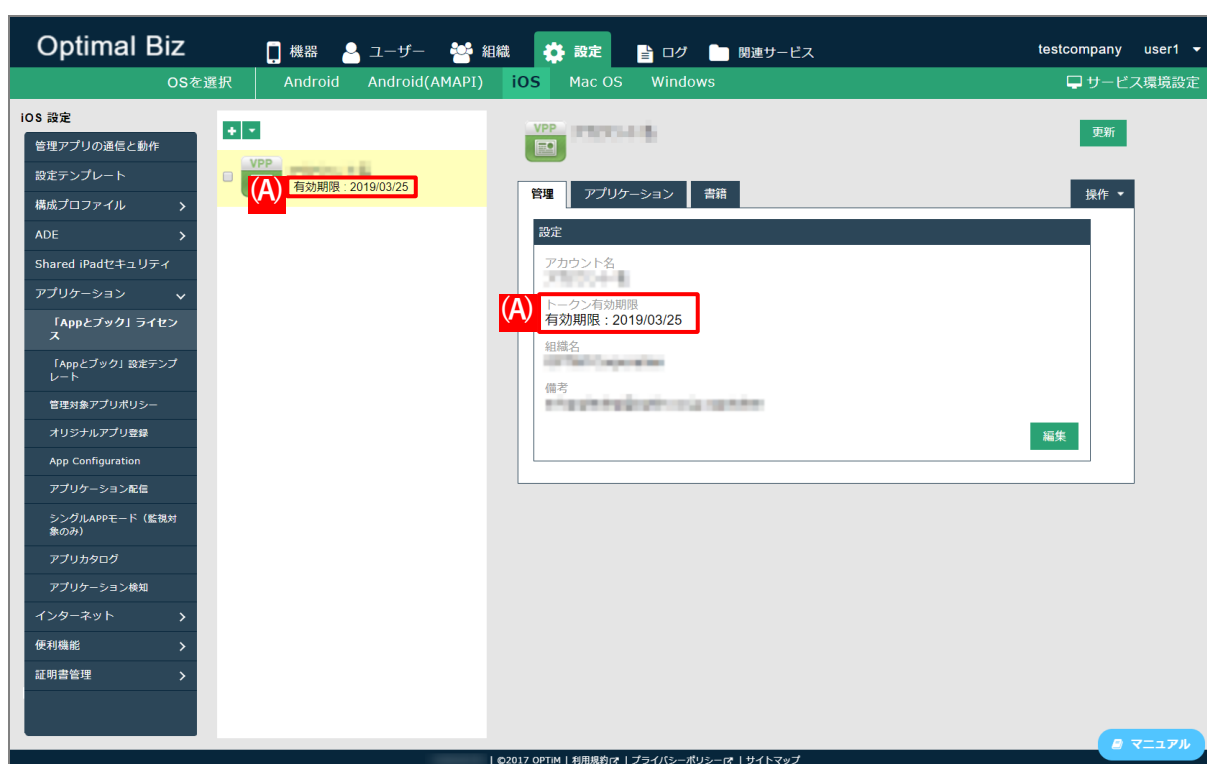 Optimal Biz
機器
ユーザー
組織
設定
ログ
関連サービス
testcompany user1
OSを選択
Android
Android(AMAPI)
iOS
Mac OS
Windows
サービス環境設定
iOS 設定
管理アプリの通信と動作
設定テンプレート
構成プロファイル
ADE
Shared iPadセキュリティ
アプリケーション
「Appとブック」ライセン
ス
「Appとブック」設定テンプ
レート
管理対象アプリポリシー
オリジナルアプリ登録
App Configuration
アプリケーション配信
シングルAPPモード（監視対
象のみ）
アプリカタログ
アプリケーション検知
インターネット
便利機能
証明書管理
VPP
(A)
有効期限 : 2019/03/25
VPP
更新
管理
アプリケーション
書籍
操作
設定
アカウント名
(A)
トークン有効期限
有効期限 : 2019/03/25
組織名
備考
編集
マニュアル
| ©2017 OPTiM | 利用規約 | プライバシーポリシー | サイトマップ